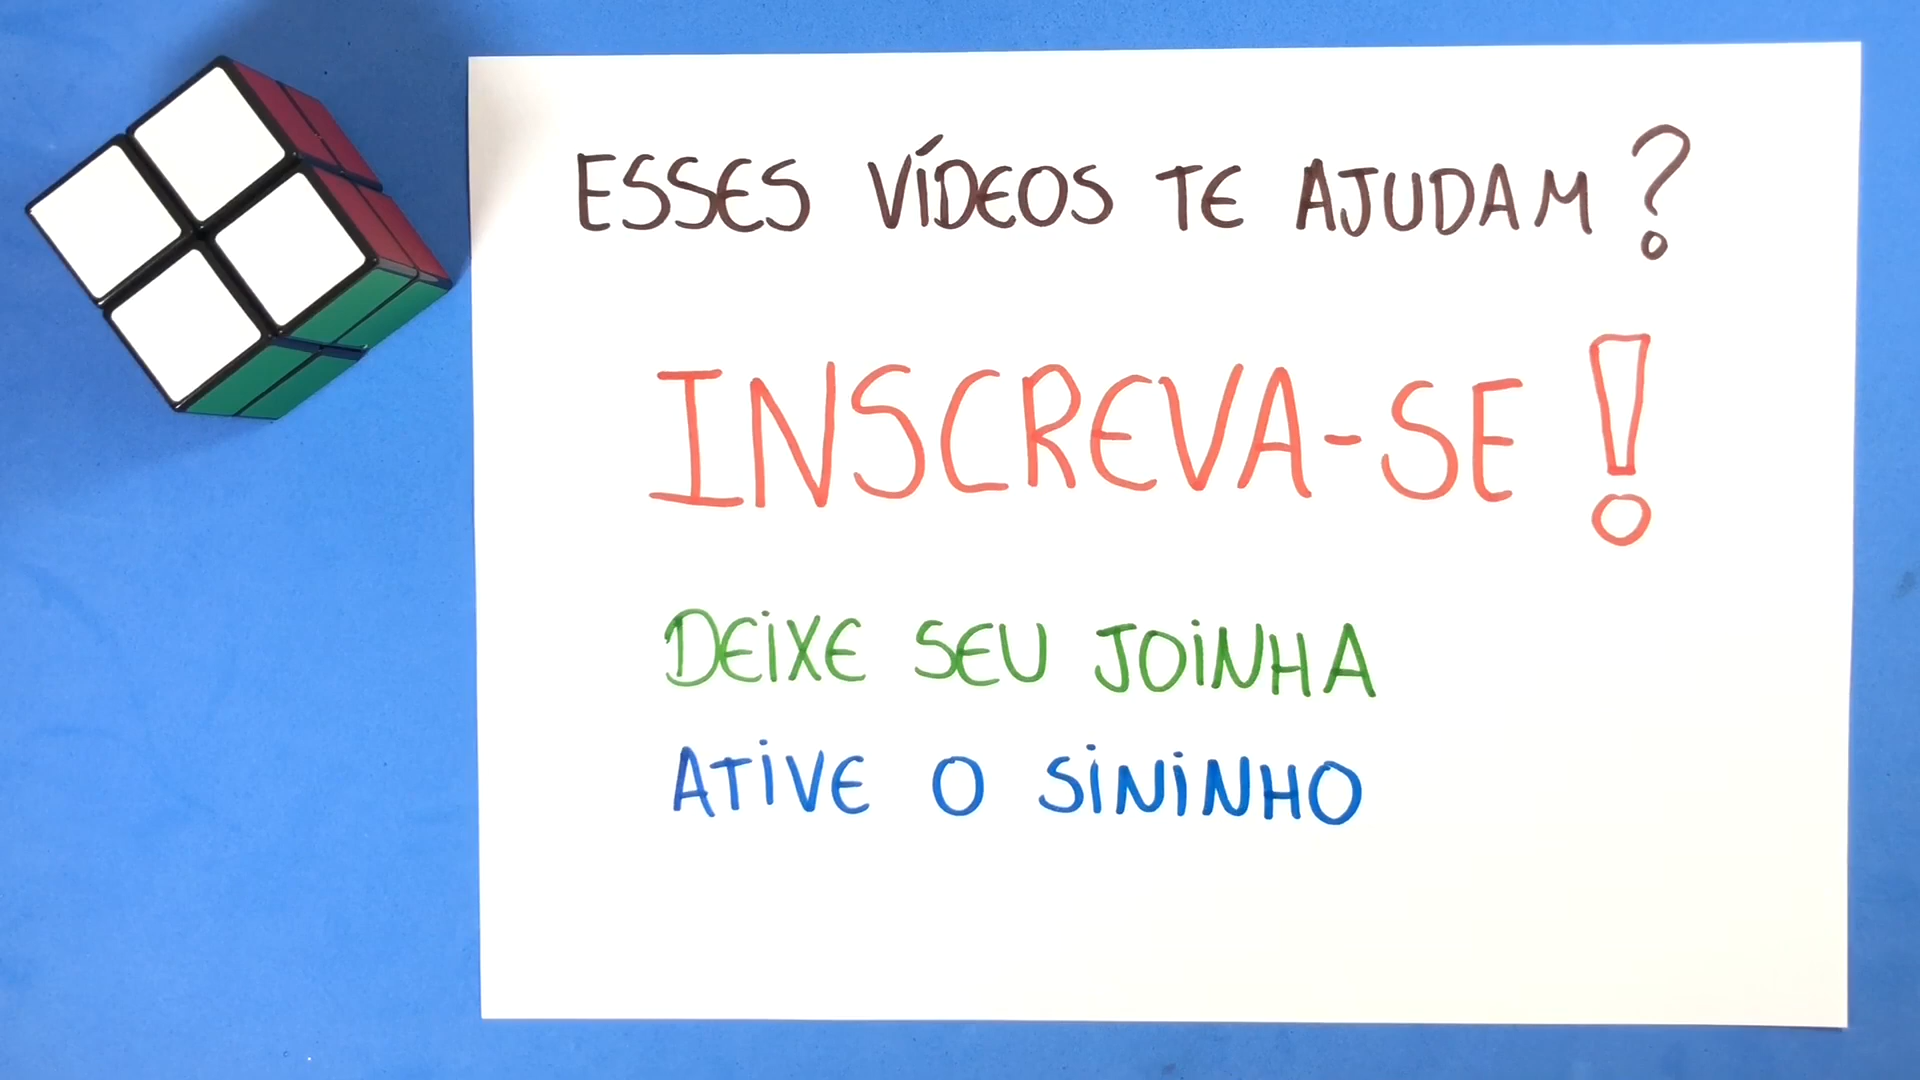 ESSES VÍDEOS TE AJUDAM?
INSCREVA-SE!
DEIXE SEU JOINHA
ATIVE O SININHO